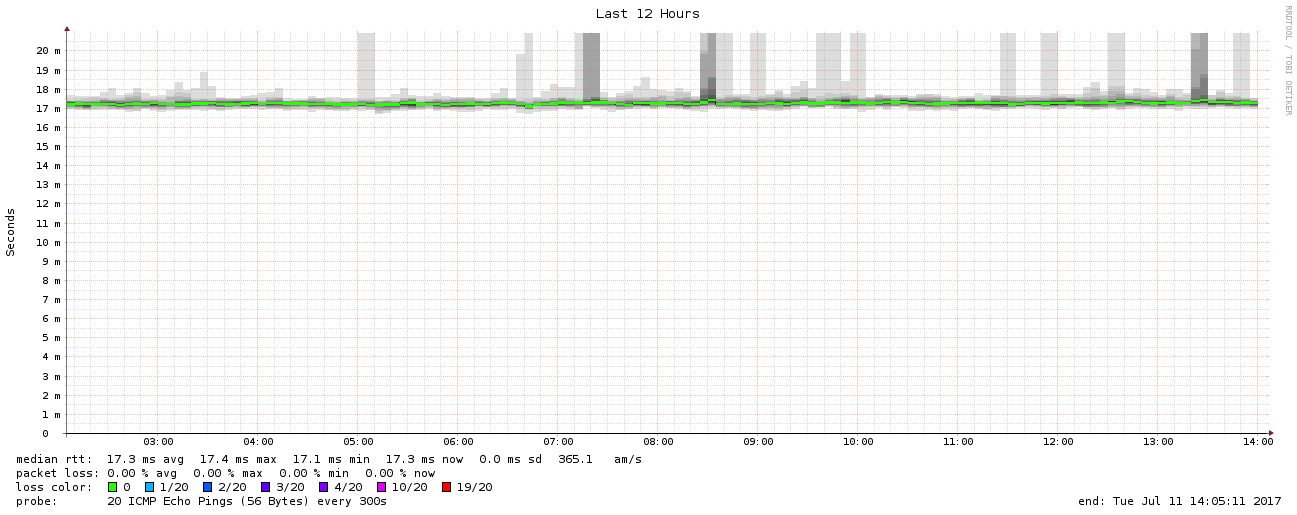 Last 12 Hours
RRDTOOL / TOBI OETIKER
Seconds
20 m
19 m
18 m
17 m
16 m
15 m
14 m
13 m
12 m
11 m
10 m
9 m
8 m
7 m
6 m
5 m
4 m
3 m
2 m
1 m
0
03:00 04:00 05:00 06:00 07:00 08:00 09:00 10:00 11:00 12:00 13:00 14:00
median rtt: 17.3 ms avg 17.4 ms max 17.1 ms min 17.3 ms now 0.0 ms sd 365.1 am/s
packet loss: 0.00 % avg 0.00 % max 0.00 % min 0.00 % now
loss color: 0 1/20 2/20 3/20 4/20 10/20 19/20
probe: 20 ICMP Echo Pings (56 Bytes) every 300s end: Tue Jul 11 14:05:11 2017